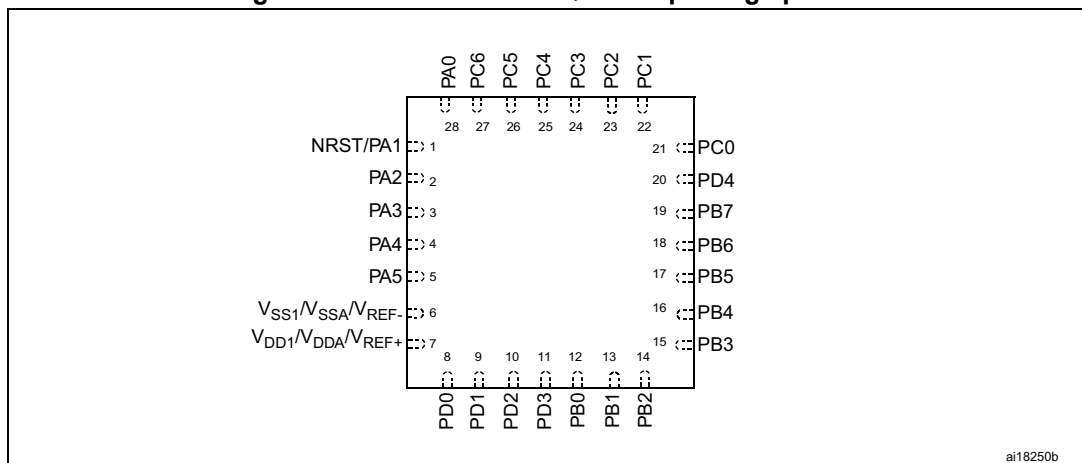 PA0 PC6 PC5 PC4 PC3 PC2 PC1
28 27 26 25 24 23 22
NRST/PA1 1 21 PC0
PA2 2 20 PD4
PA3 3 19 PB7
PA4 4 18 PB6
PA5 5 17 PB5
VSS1/VSSA/VREF- 6 16 PB4
VDD1/VDDA/VREF+ 7 15 PB3
8 9 10 11 12 13 14
PD0 PD1 PD2 PD3 PB0 PB1 PB2
ai18250b